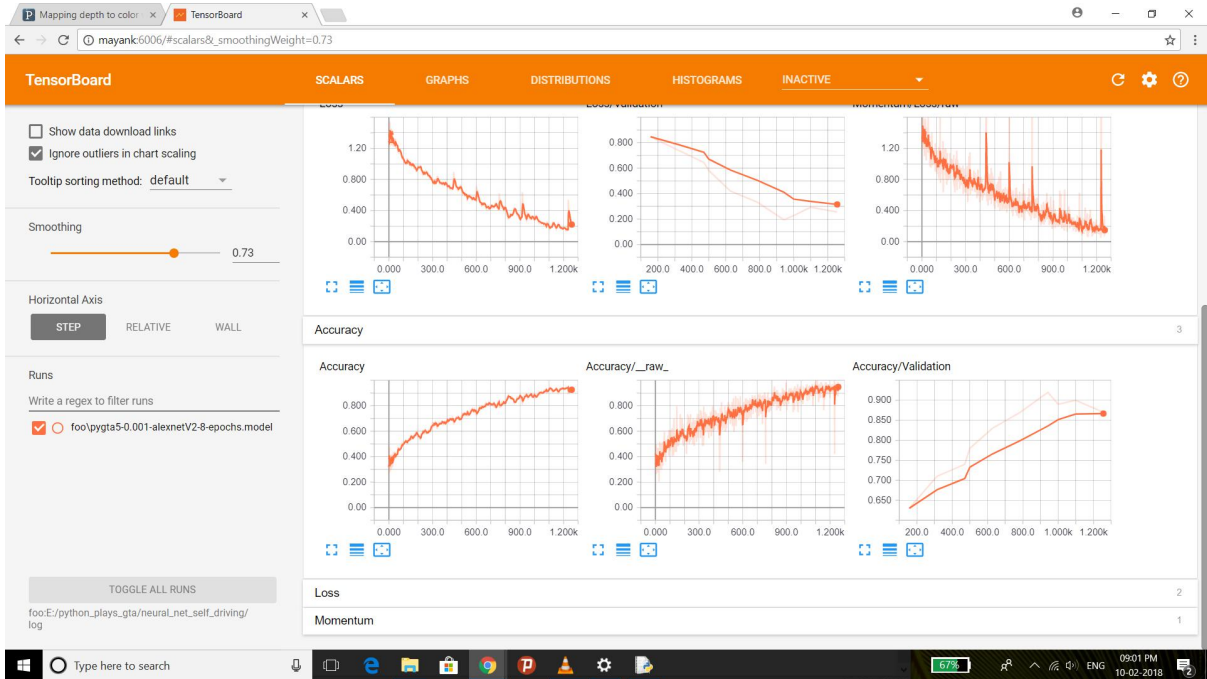 Mapping depth to color
TensorBoard
mayank:6006/#scalars&_smoothingWeight=0.73
TensorBoard
SCALARS
GRAPHS
DISTRIBUTIONS
HISTOGRAMS
INACTIVE
Show data download links
Ignore outliers in chart scaling
Tooltip sorting method: default
Smoothing
0.73
Horizontal Axis
STEP
RELATIVE
WALL
Runs
Write a regex to filter runs
foo\pygta5-0.001-alexnetV2-8-epochs.model
TOGGLE ALL RUNS
foo:E:/python_plays_gta/neural_net_self_driving/
log
Loss
1.20
0.800
0.400
0.00
0.000 300.0 600.0 900.0 1.200k
Loss/Validation
0.800
0.600
0.400
0.200
0.00
200.0 400.0 600.0 800.0 1.000k 1.200k
Momentum/Loss/raw
1.20
0.800
0.400
0.00
0.000 300.0 600.0 900.0 1.200k
Accuracy
3
Accuracy
0.800
0.600
0.400
0.200
0.00
0.000 300.0 600.0 900.0 1.200k
Accuracy/__raw_
0.800
0.600
0.400
0.200
0.00
0.000 300.0 600.0 900.0 1.200k
Accuracy/Validation
0.900
0.850
0.800
0.750
0.700
0.650
200.0 400.0 600.0 800.0 1.000k 1.200k
Loss
2
Momentum
1
Type here to search
67%
ENG
09:01 PM
10-02-2018
2